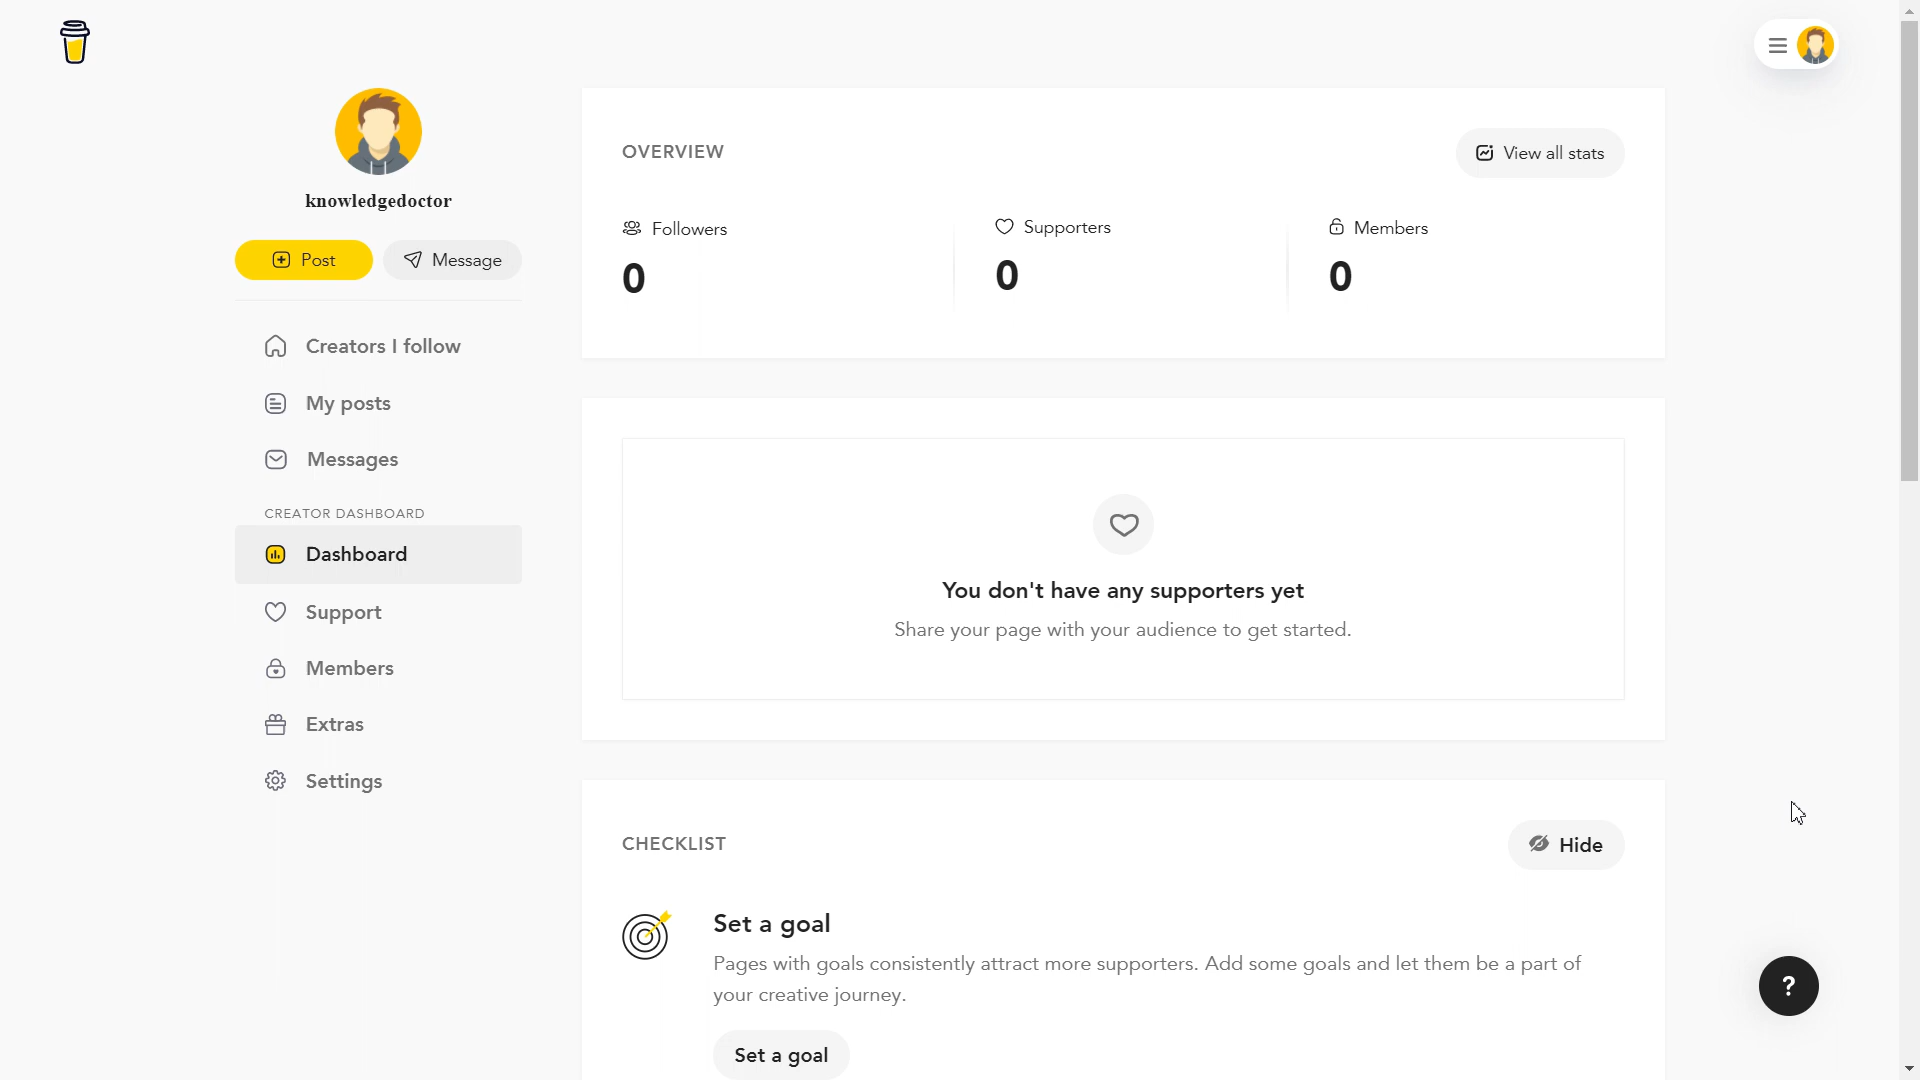 knowledgedoctor
Post
Message
Creators I follow
My posts
Messages
CREATOR DASHBOARD
Dashboard
Support
Members
Extras
Settings
OVERVIEW
View all stats
Followers
0
Supporters
0
Members
0
You don't have any supporters yet
Share your page with your audience to get started.
CHECKLIST
Hide
Set a goal
Pages with goals consistently attract more supporters. Add some goals and let them be a part of
your creative journey.
Set a goal
?